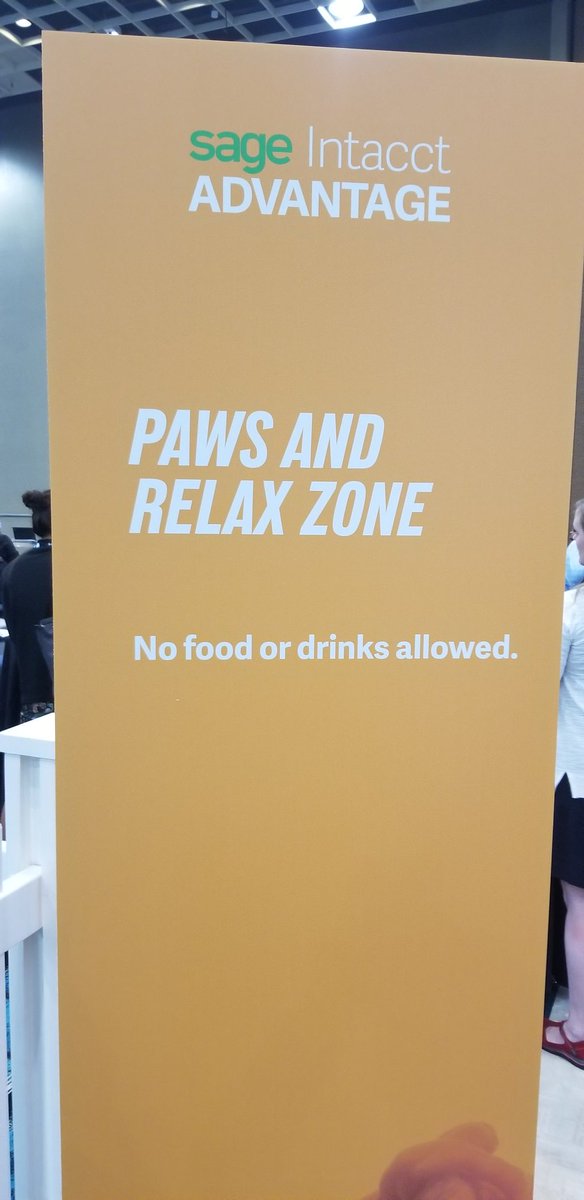 sage Intacct
ADVANTAGE
PAWS AND
RELAX ZONE
No food or drinks allowed.